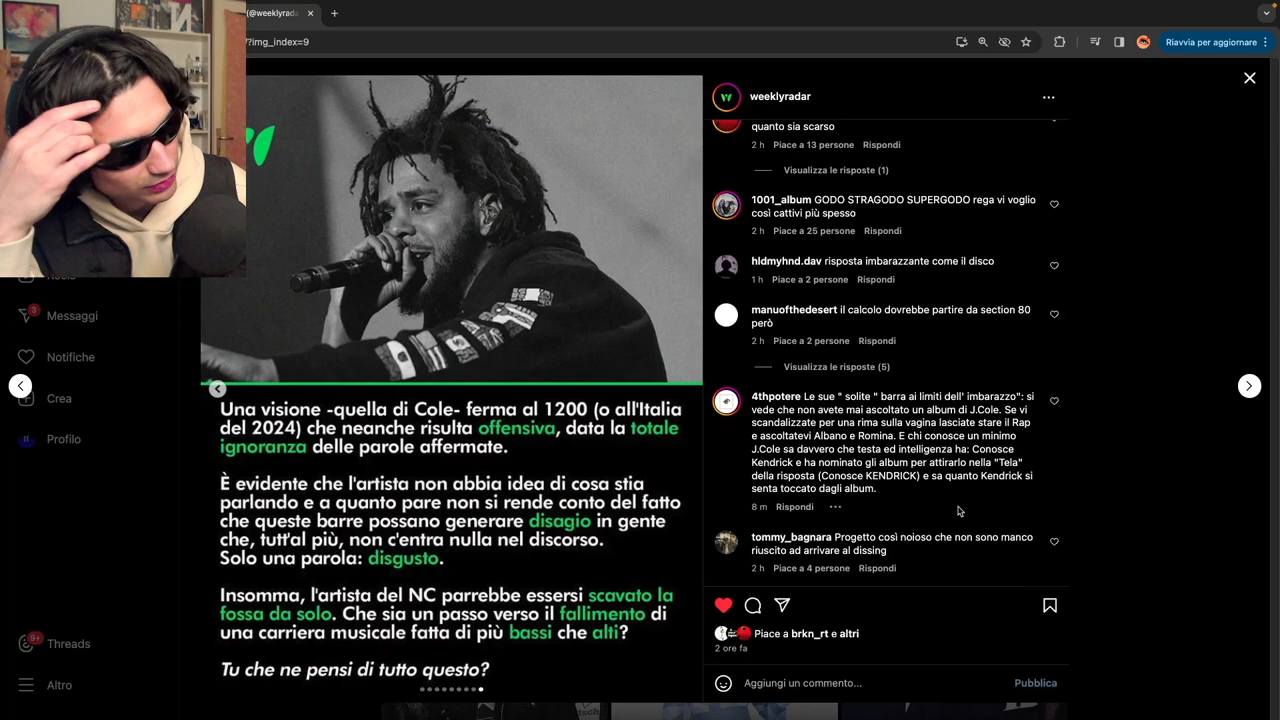 (@weeklyrada
/?img_index=9
Riavvia per aggiornare
Messaggi
3
Notifiche
Crea
Profilo
Threads
9+
Altro
Una visione -quella di Cole- ferma al 1200 (o all'Italia
del 2024) che neanche risulta offensiva, data la totale
ignoranza delle parole affermate.
È evidente che l'artista non abbia idea di cosa stia
parlando e a quanto pare non si rende conto del fatto
che queste barre possano generare disagio in gente
che, tutt'al più, non c'entra nulla nel discorso.
Solo una parola: disgusto.
Insomma, l'artista del NC parrebbe essersi scavato la
fossa da solo. Che sia un passo verso il fallimento di
una carriera musicale fatta di più bassi che alti?
Tu che ne pensi di tutto questo?
weeklyradar
quanto sia scarso
2 h Piace a 13 persone Rispondi
Visualizza le risposte (1)
1001_album GODO STRAGODO SUPERGODO rega vi voglio
così cattivi più spesso
2 h Piace a 25 persone Rispondi
hldmyhnd.dav risposta imbarazzante come il disco
1 h Piace a 2 persone Rispondi
manuofthedesert il calcolo dovrebbe partire da section 80
però
2 h Piace a 2 persone Rispondi
Visualizza le risposte (5)
4thpotere Le sue " solite " barra ai limiti dell' imbarazzo": si
vede che non avete mai ascoltato un album di J.Cole. Se vi
scandalizzate per una rima sulla vagina lasciate stare il Rap
e ascoltatevi Albano e Romina. E chi conosce un minimo
J.Cole sa davvero che testa ed intelligenza ha: Conosce
Kendrick e ha nominato gli album per attirarlo nella "Tela"
della risposta (Conosce KENDRICK) e sa quanto Kendrick si
senta toccato dagli album.
8 m Rispondi
tommy_bagnara Progetto così noioso che non sono manco
riuscito ad arrivare al dissing
2 h Piace a 4 persone Rispondi
Piace a brkn_rt e altri
2 ore fa
Aggiungi un commento...
Pubblica